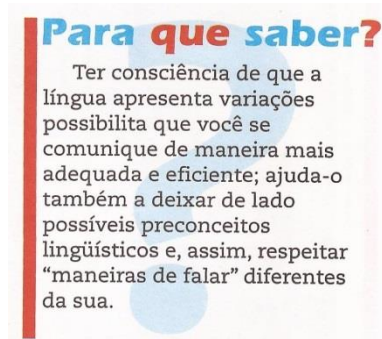 Para que saber?
Ter consciência de que a
língua apresenta variações
possibilita que você se
comunique de maneira mais
adequada e eficiente; ajuda-o
também a deixar de lado
possíveis preconceitos
lingüísticos e, assim, respeitar
“maneiras de falar” diferentes
da sua.